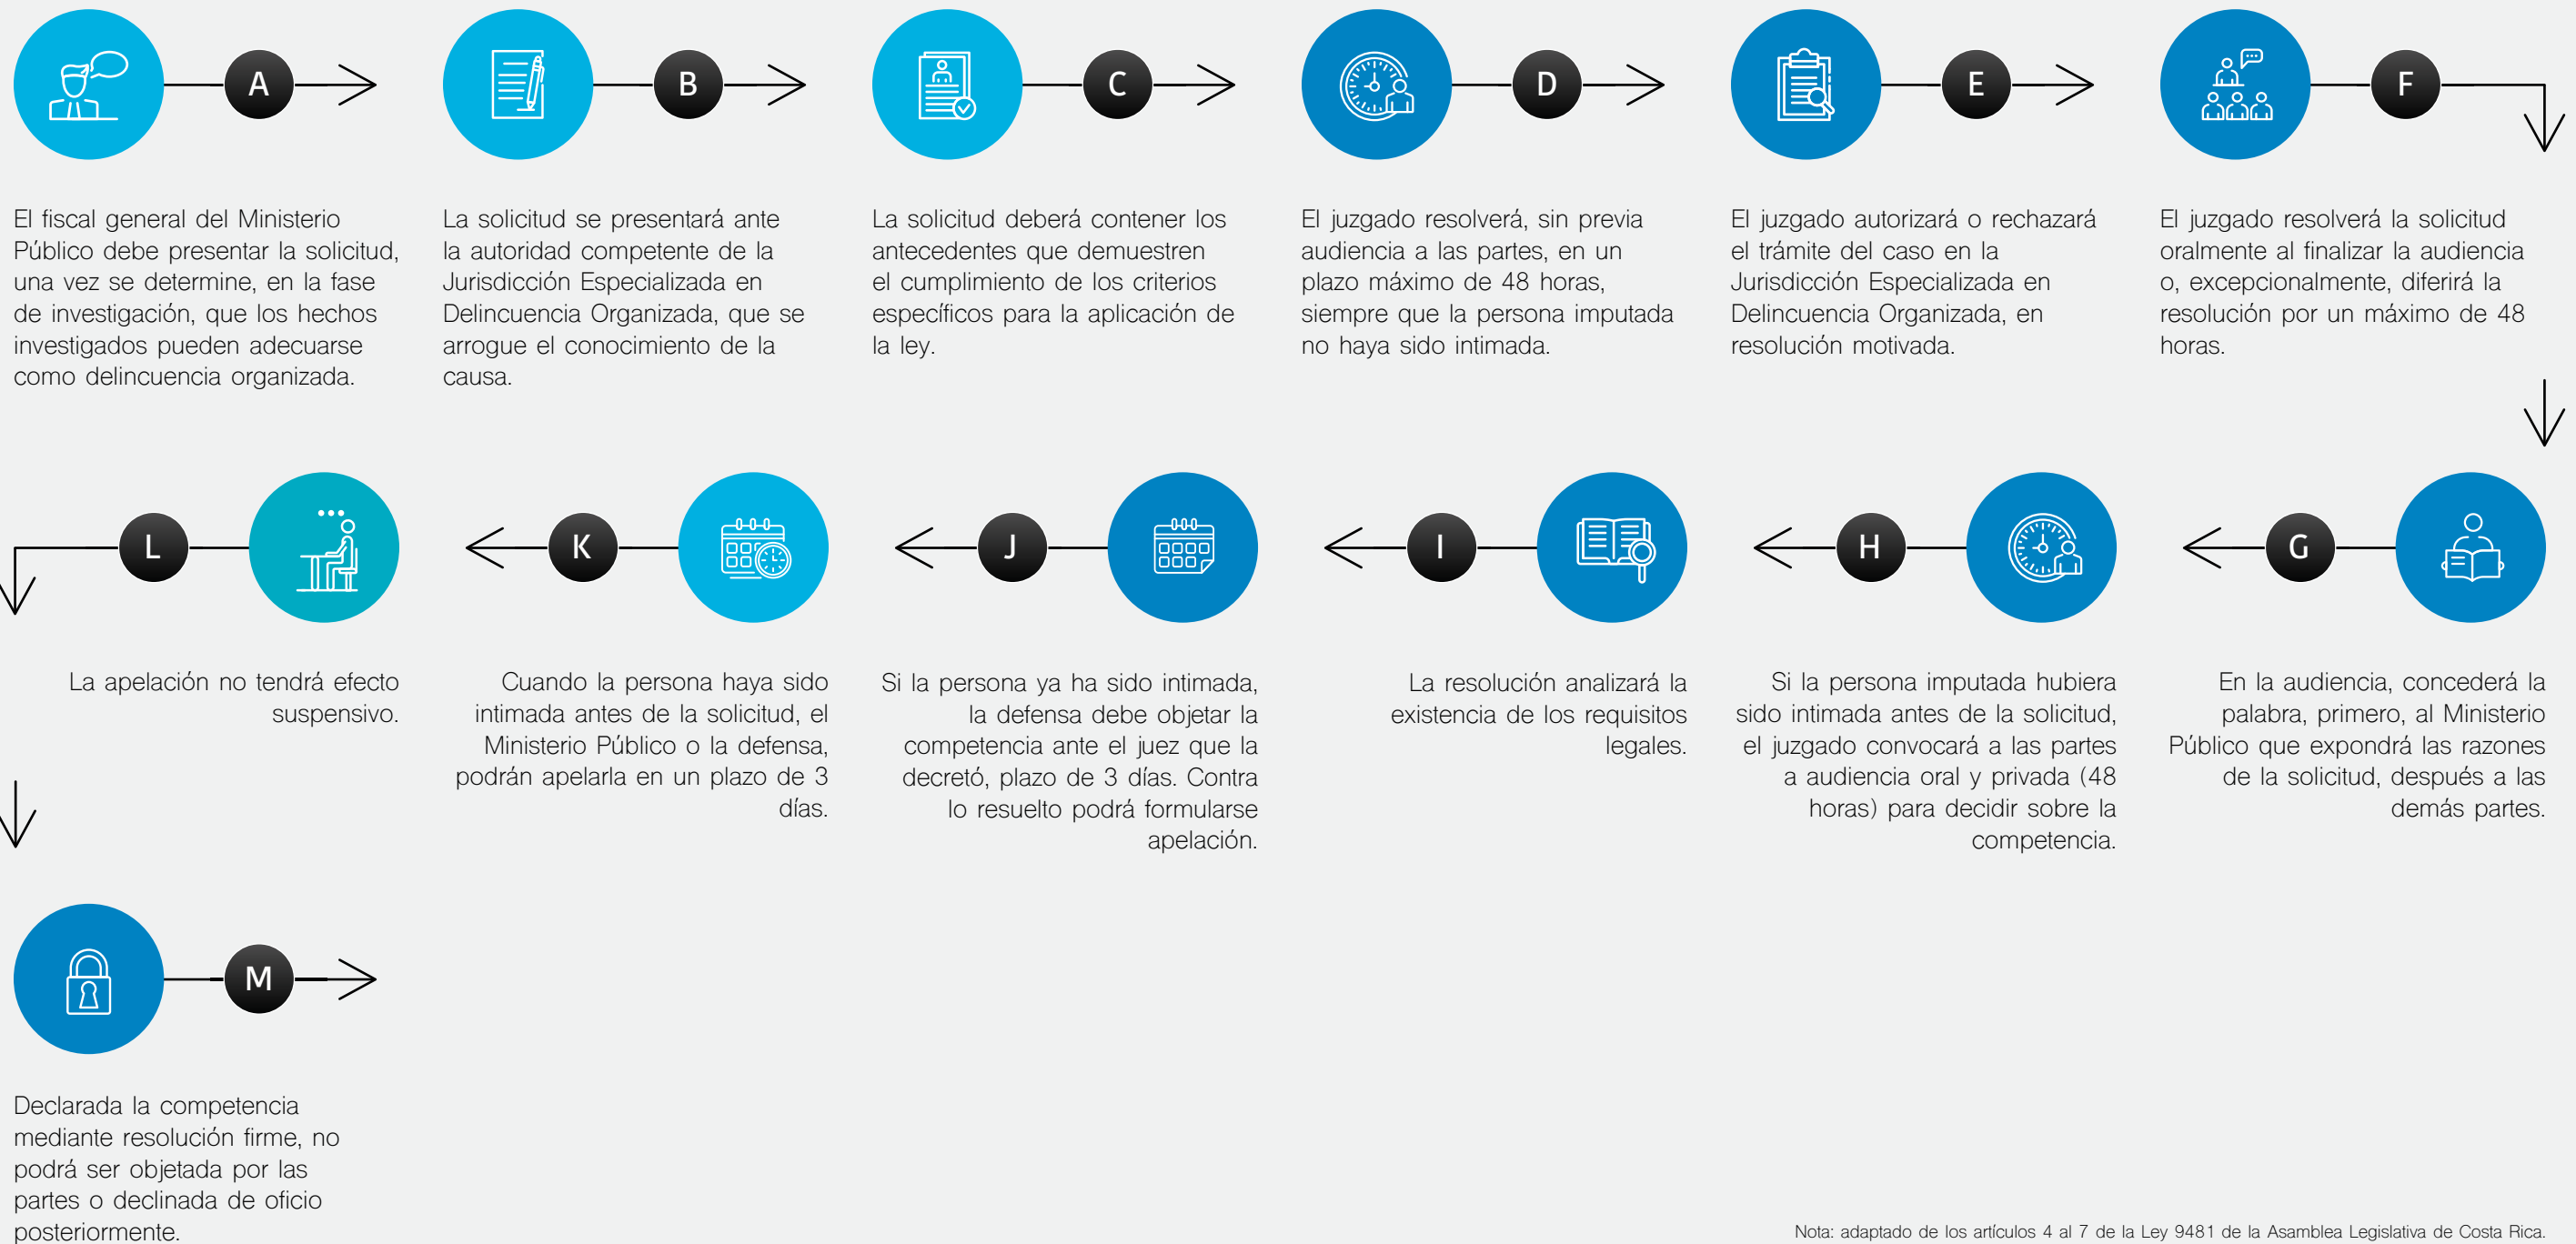 A
El fiscal general del Ministerio
Público debe presentar la solicitud,
una vez se determine, en la fase
de investigación, que los hechos
investigados pueden adecuarse
como delincuencia organizada.
B
La solicitud se presentará ante
la autoridad competente de la
Jurisdicción Especializada en
Delincuencia Organizada, que se
arrogue el conocimiento de la
causa.
C
La solicitud deberá contener los
antecedentes que demuestren
el cumplimiento de los criterios
específicos para la aplicación de
la ley.
D
El juzgado resolverá, sin previa
audiencia a las partes, en un
plazo máximo de 48 horas,
siempre que la persona imputada
no haya sido intimada.
E
El juzgado autorizará o rechazará
el trámite del caso en la
Jurisdicción Especializada en
Delincuencia Organizada, en
resolución motivada.
F
El juzgado resolverá la solicitud
oralmente al finalizar la audiencia
o, excepcionalmente, diferirá la
resolución por un máximo de 48
horas.
G
En la audiencia, concederá la
palabra, primero, al Ministerio
Público que expondrá las razones
de la solicitud, después a las
demás partes.
H
Si la persona imputada hubiera
sido intimada antes de la solicitud,
el juzgado convocará a las partes
a audiencia oral y privada (48
horas) para decidir sobre la
competencia.
I
La resolución analizará la
existencia de los requisitos
legales.
J
Si la persona ya ha sido intimada,
la defensa debe objetar la
competencia ante el juez que la
decretó, plazo de 3 días. Contra
lo resuelto podrá formularse
apelación.
K
Cuando la persona haya sido
intimada antes de la solicitud, el
Ministerio Público o la defensa,
podrán apelarla en un plazo de 3
días.
L
La apelación no tendrá efecto
suspensivo.
M
Declarada la competencia
mediante resolución firme, no
podrá ser objetada por las
partes o declinada de oficio
posteriormente.
Nota: adaptado de los artículos 4 al 7 de la Ley 9481 de la Asamblea Legislativa de Costa Rica.